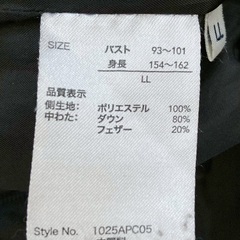 SIZE
バスト 93～101
身長 154～162
LL
品質表示
側生地： ポリエステル 100%
中わた： ダウン 80%
フェザー 20%
Style No. 1025APC05
LL